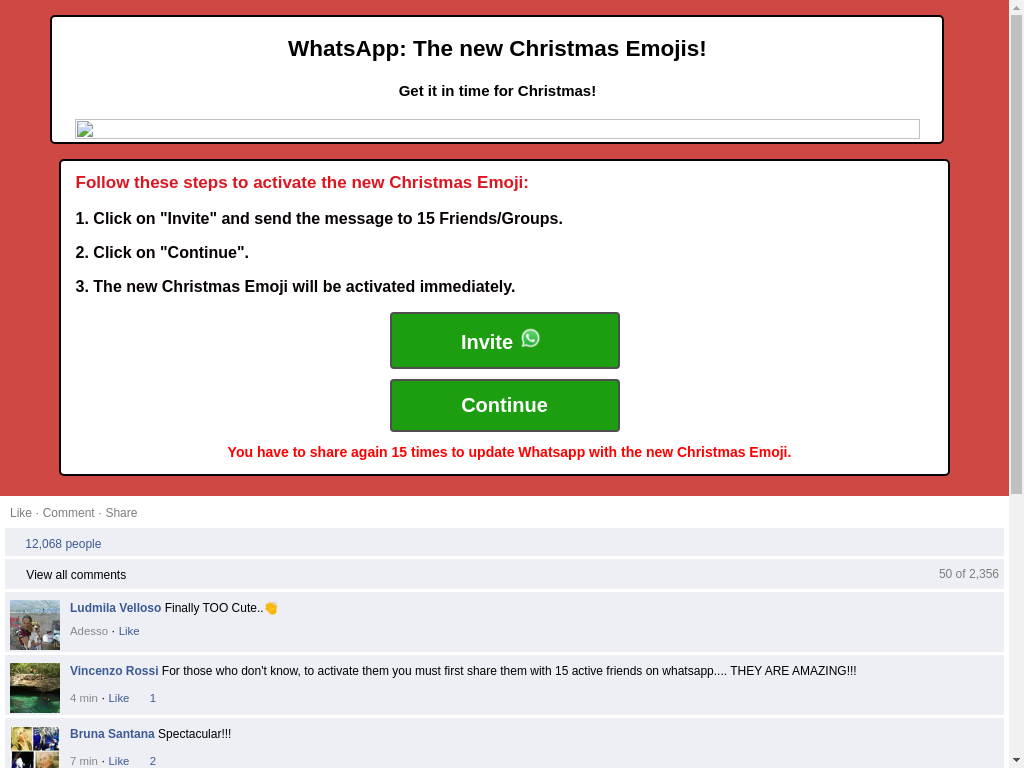 WhatsApp: The new Christmas Emojis!
Get it in time for Christmas!
Follow these steps to activate the new Christmas Emoji:
1. Click on "Invite" and send the message to 15 Friends/Groups.
2. Click on "Continue".
3. The new Christmas Emoji will be activated immediately.
Invite
Continue
You have to share again 15 times to update Whatsapp with the new Christmas Emoji.
Like · Comment · Share
12,068 people
View all comments 50 of 2,356
Ludmila Velloso Finally TOO Cute..👏
Adesso · Like
Vincenzo Rossi For those who don't know, to activate them you must first share them with 15 active friends on whatsapp.... THEY ARE AMAZING!!!
4 min · Like 1
Bruna Santana Spectacular!!!
7 min · Like 2